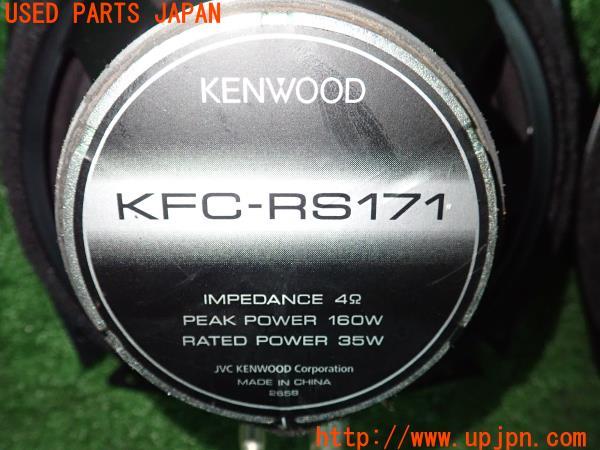 USED PARTS JAPAN
KENWOOD
KFC-RS171
IMPEDANCE 4Ω
PEAK POWER 160W
RATED POWER 35W
JVC KENWOOD Corporation
MADE IN CHINA
265B
http://www.upjpn.com/